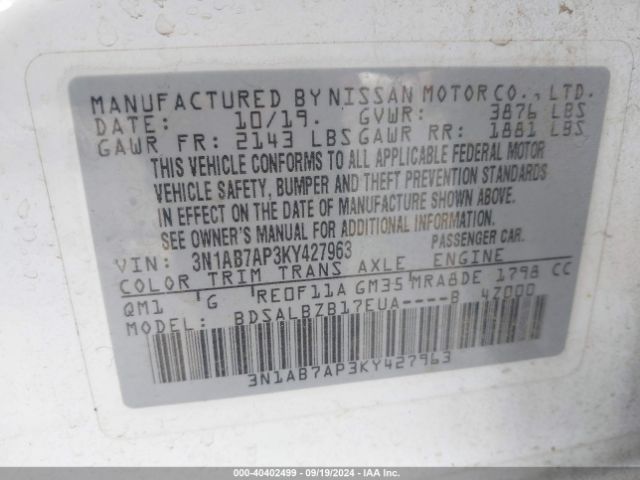 MANUFACTURED BY NISSAN MOTOR CO., LTD.
DATE: 10/19. GVWR: 3876 LBS
GAWR FR: 2143 LBS GAWR RR: 1881 LBS
THIS VEHICLE CONFORMS TO ALL APPLICABLE FEDERAL MOTOR
VEHICLE SAFETY, BUMPER AND THEFT PREVENTION STANDARDS
IN EFFECT ON THE DATE OF MANUFACTURE SHOWN ABOVE.
SEE OWNER'S MANUAL FOR ADDITIONAL INFORMATION.
VIN: 3N1AB7AP3KY427963 PASSENGER CAR.
COLOR TRIM TRANS AXLE ENGINE
QM1 G RE0F11A GM35 MRA8DE 1798 CC
MODEL: BDSALBZB17EUA----B 47000
3N1AB7AP3KY427963
000-40402499 - 09/19/2024 - IAA Inc.